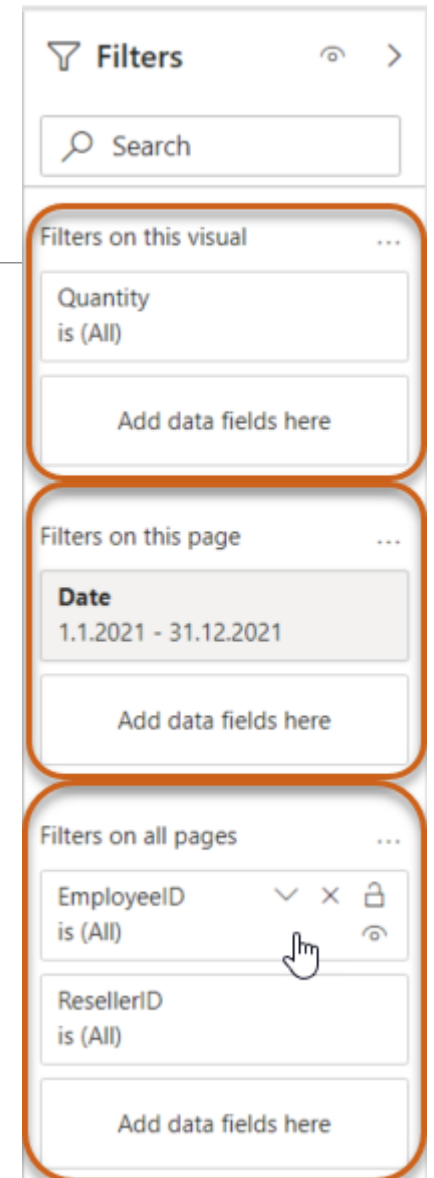 Filters
Search
Filters on this visual
Quantity
is (All)
Add data fields here
Filters on this page
Date
1.1.2021 - 31.12.2021
Add data fields here
Filters on all pages
EmployeeID
is (All)
ResellerID
is (All)
Add data fields here